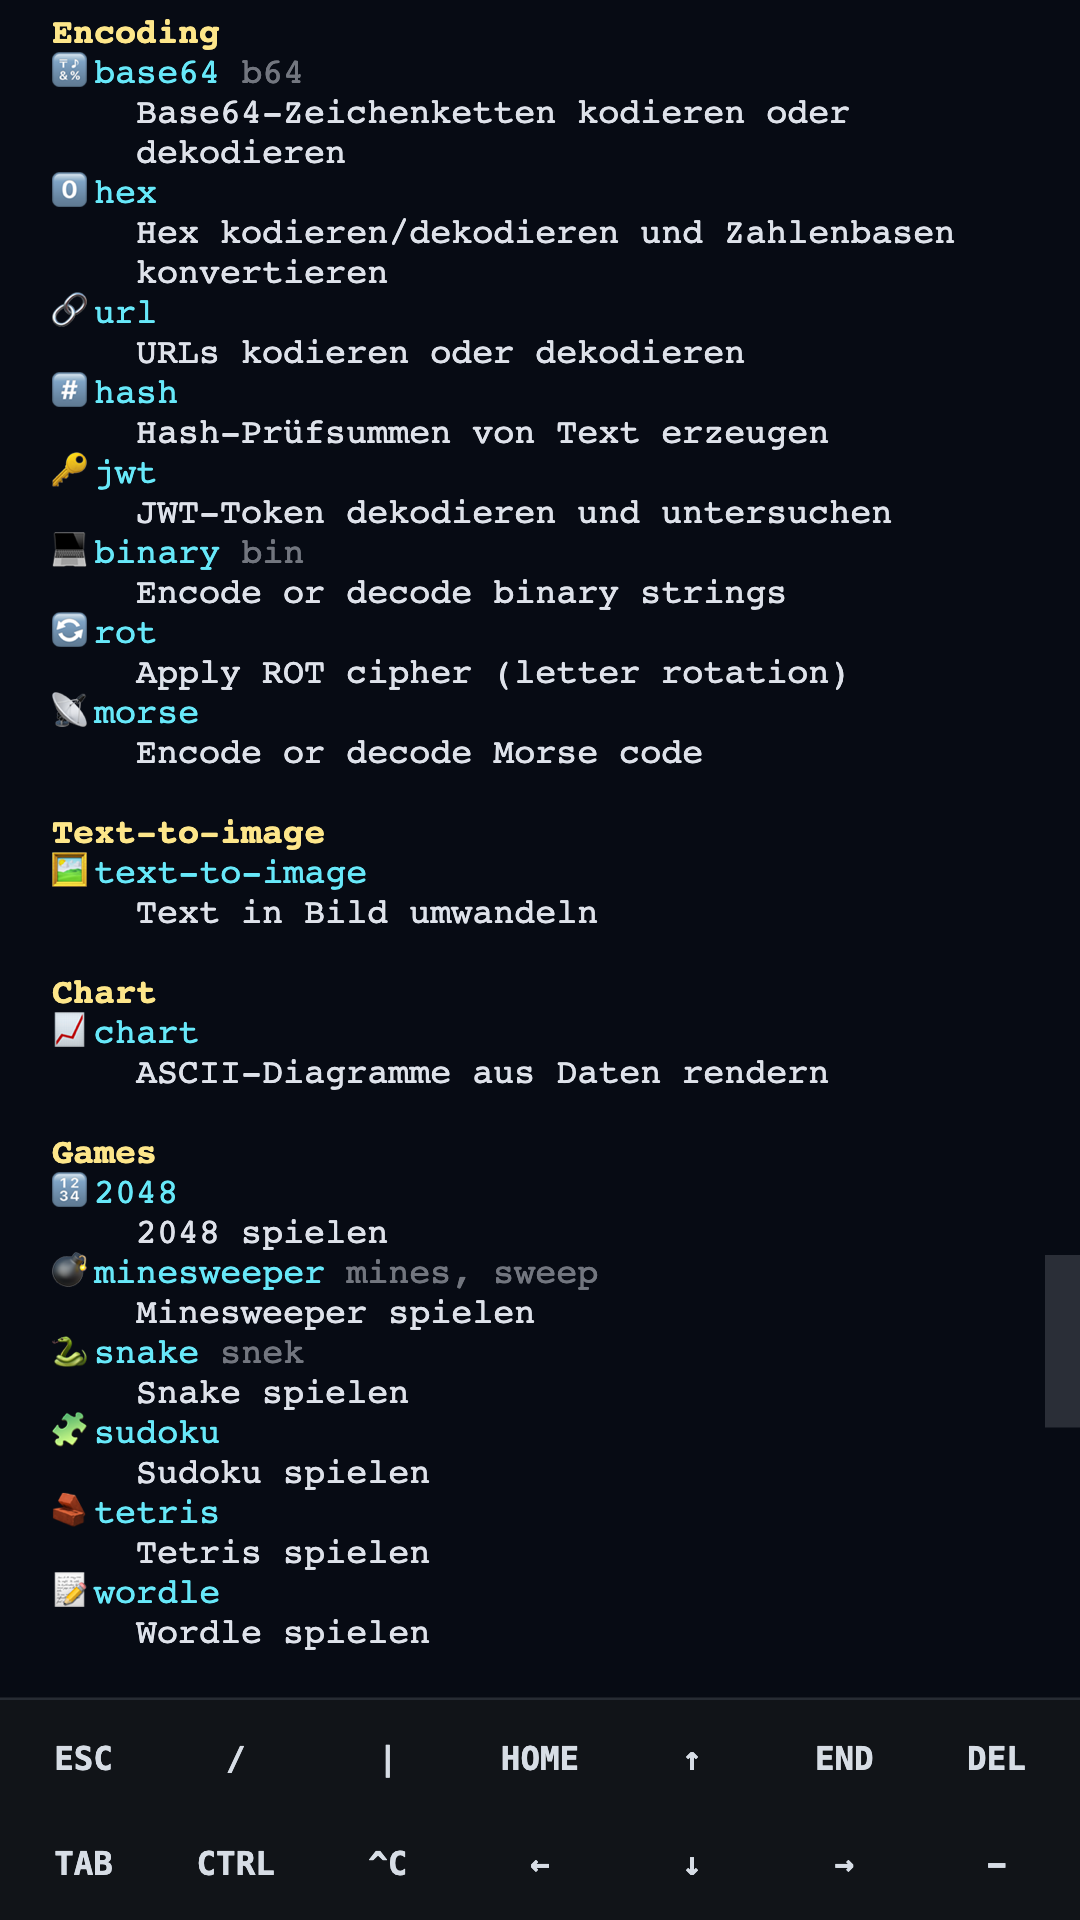 Encoding
base64 b64
Base64-Zeichenketten kodieren oder
dekodieren
hex
Hex kodieren/dekodieren und Zahlenbasen
konvertieren
url
URLs kodieren oder dekodieren
hash
Hash-Prüfsummen von Text erzeugen
jwt
JWT-Token dekodieren und untersuchen
binary bin
Encode or decode binary strings
rot
Apply ROT cipher (letter rotation)
morse
Encode or decode Morse code
Text-to-image
text-to-image
Text in Bild umwandeln
Chart
chart
ASCII-Diagramme aus Daten rendern
Games
2048
2048 spielen
minesweeper mines, sweep
Minesweeper spielen
snake snek
Snake spielen
sudoku
Sudoku spielen
tetris
Tetris spielen
wordle
Wordle spielen
ESC / | HOME ↑ END DEL
TAB CTRL ^C ← ↓ → −